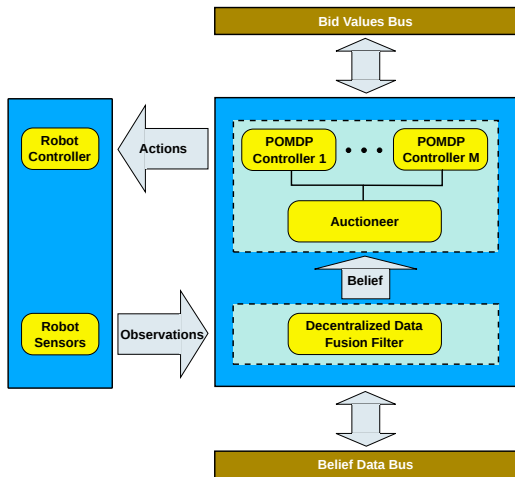 Bid Values Bus
Robot
Controller
Actions
POMDP
Controller 1
POMDP
Controller M
Auctioneer
Belief
Robot
Sensors
Observations
Decentralized Data
Fusion Filter
Belief Data Bus